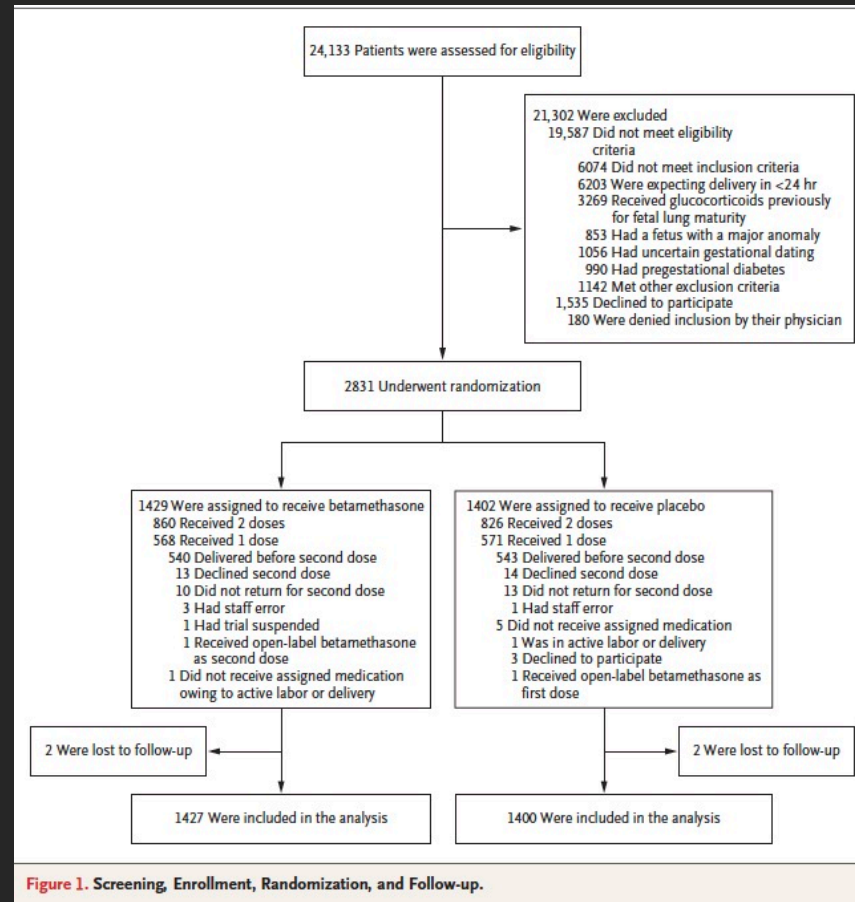 24,133 Patients were assessed for eligibility
21,302 Were excluded
19,587 Did not meet eligibility
criteria
6074 Did not meet inclusion criteria
6203 Were expecting delivery in <24 hr
3269 Received glucocorticoids previously
for fetal lung maturity
853 Had a fetus with a major anomaly
1056 Had uncertain gestational dating
990 Had pregestational diabetes
1142 Met other exclusion criteria
1,535 Declined to participate
180 Were denied inclusion by their physician
2831 Underwent randomization
1429 Were assigned to receive betamethasone
860 Received 2 doses
568 Received 1 dose
540 Delivered before second dose
13 Declined second dose
10 Did not return for second dose
3 Had staff error
1 Had trial suspended
1 Received open-label betamethasone
as second dose
1 Did not receive assigned medication
owing to active labor or delivery
1402 Were assigned to receive placebo
826 Received 2 doses
571 Received 1 dose
543 Delivered before second dose
14 Declined second dose
13 Did not return for second dose
1 Had staff error
5 Did not receive assigned medication
1 Was in active labor or delivery
3 Declined to participate
1 Received open-label betamethasone as
first dose
2 Were lost to follow-up
2 Were lost to follow-up
1427 Were included in the analysis
1400 Were included in the analysis
Figure 1. Screening, Enrollment, Randomization, and Follow-up.